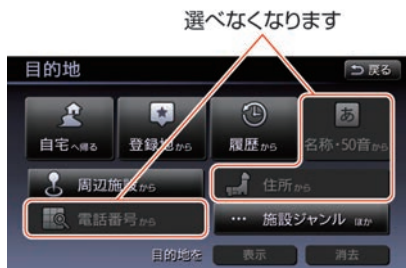 選べなくなります
目的地
戻る
自宅へ帰る
登録地から
履歴から
あ
名称・50音から
周辺施設から
住所から
電話番号から
… 施設ジャンル ほか
目的地を 表示 消去